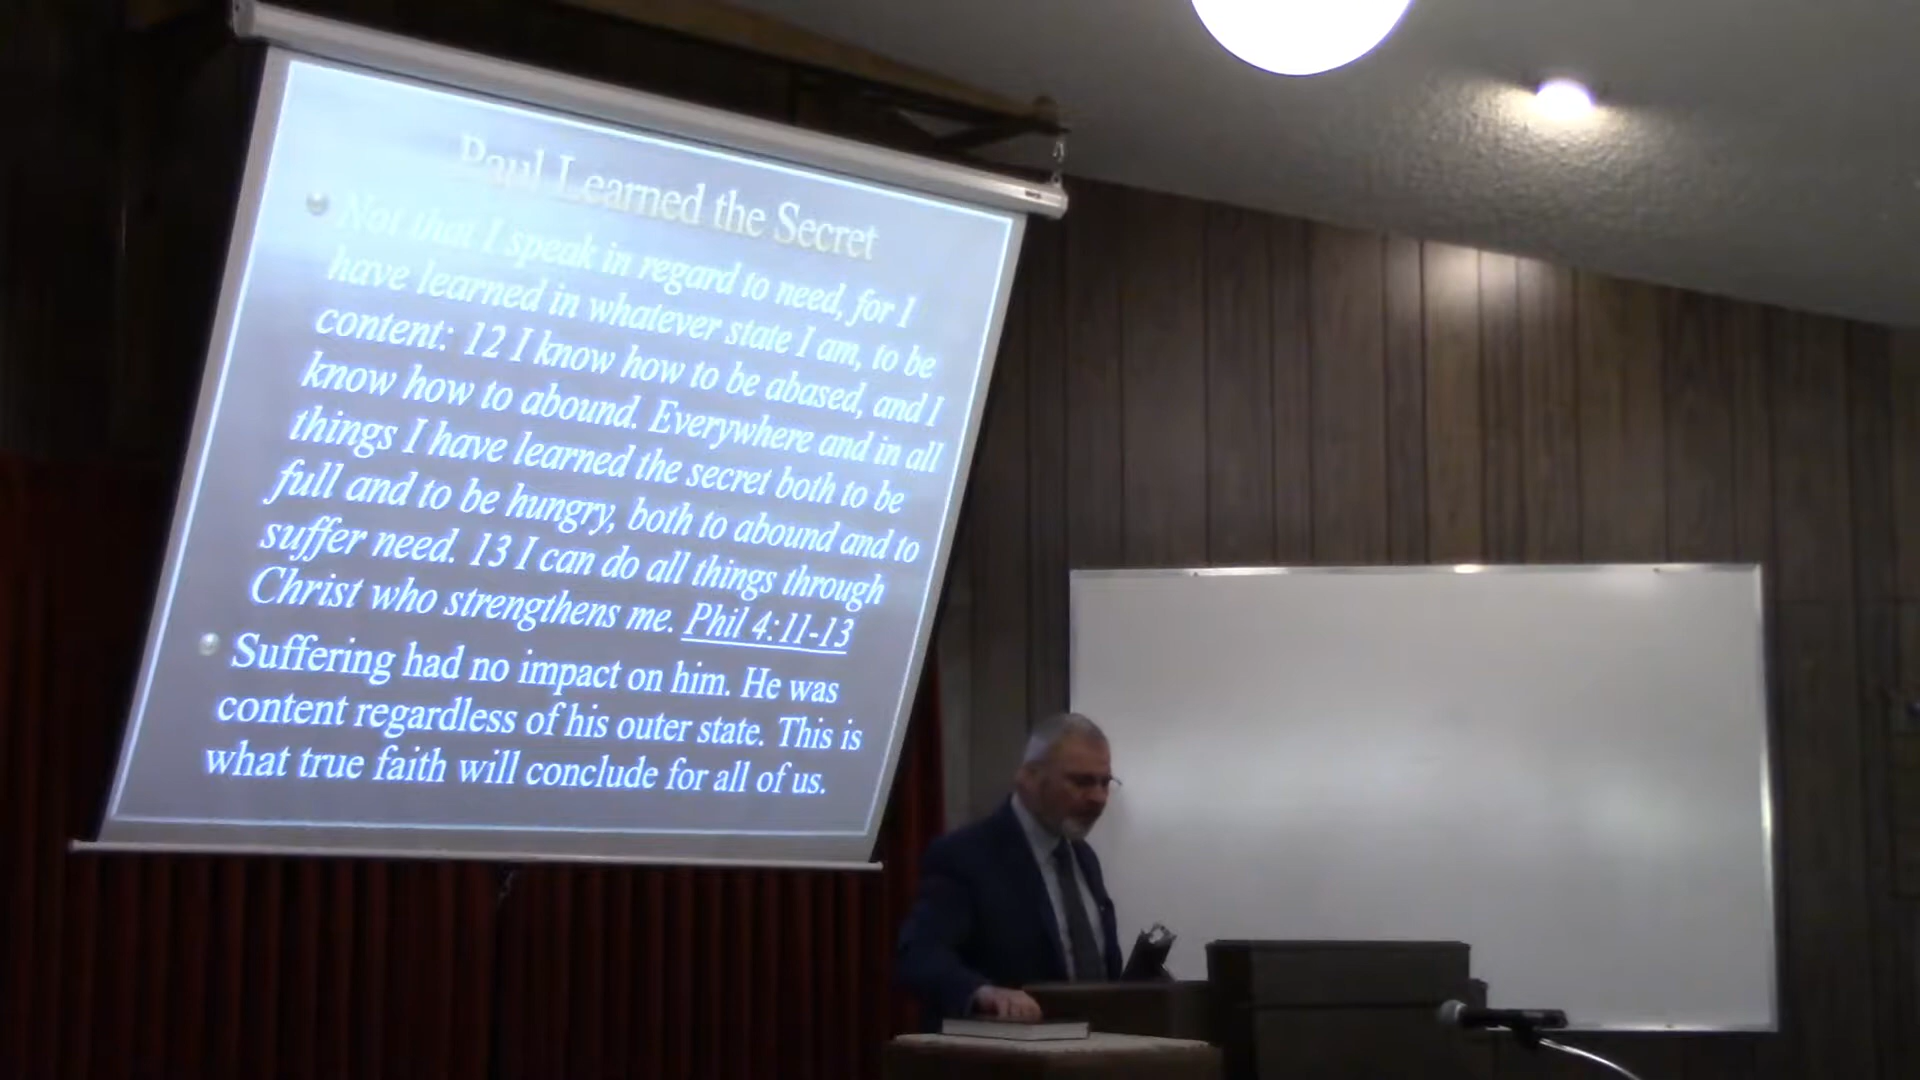 Paul Learned the Secret
Not that I speak in regard to need, for I
have learned in whatever state I am, to be
content: 12 I know how to be abased, and I
know how to abound. Everywhere and in all
things I have learned the secret both to be
full and to be hungry, both to abound and to
suffer need. 13 I can do all things through
Christ who strengthens me. Phil 4:11-13
Suffering had no impact on him. He was
content regardless of his outer state. This is
what true faith will conclude for all of us.